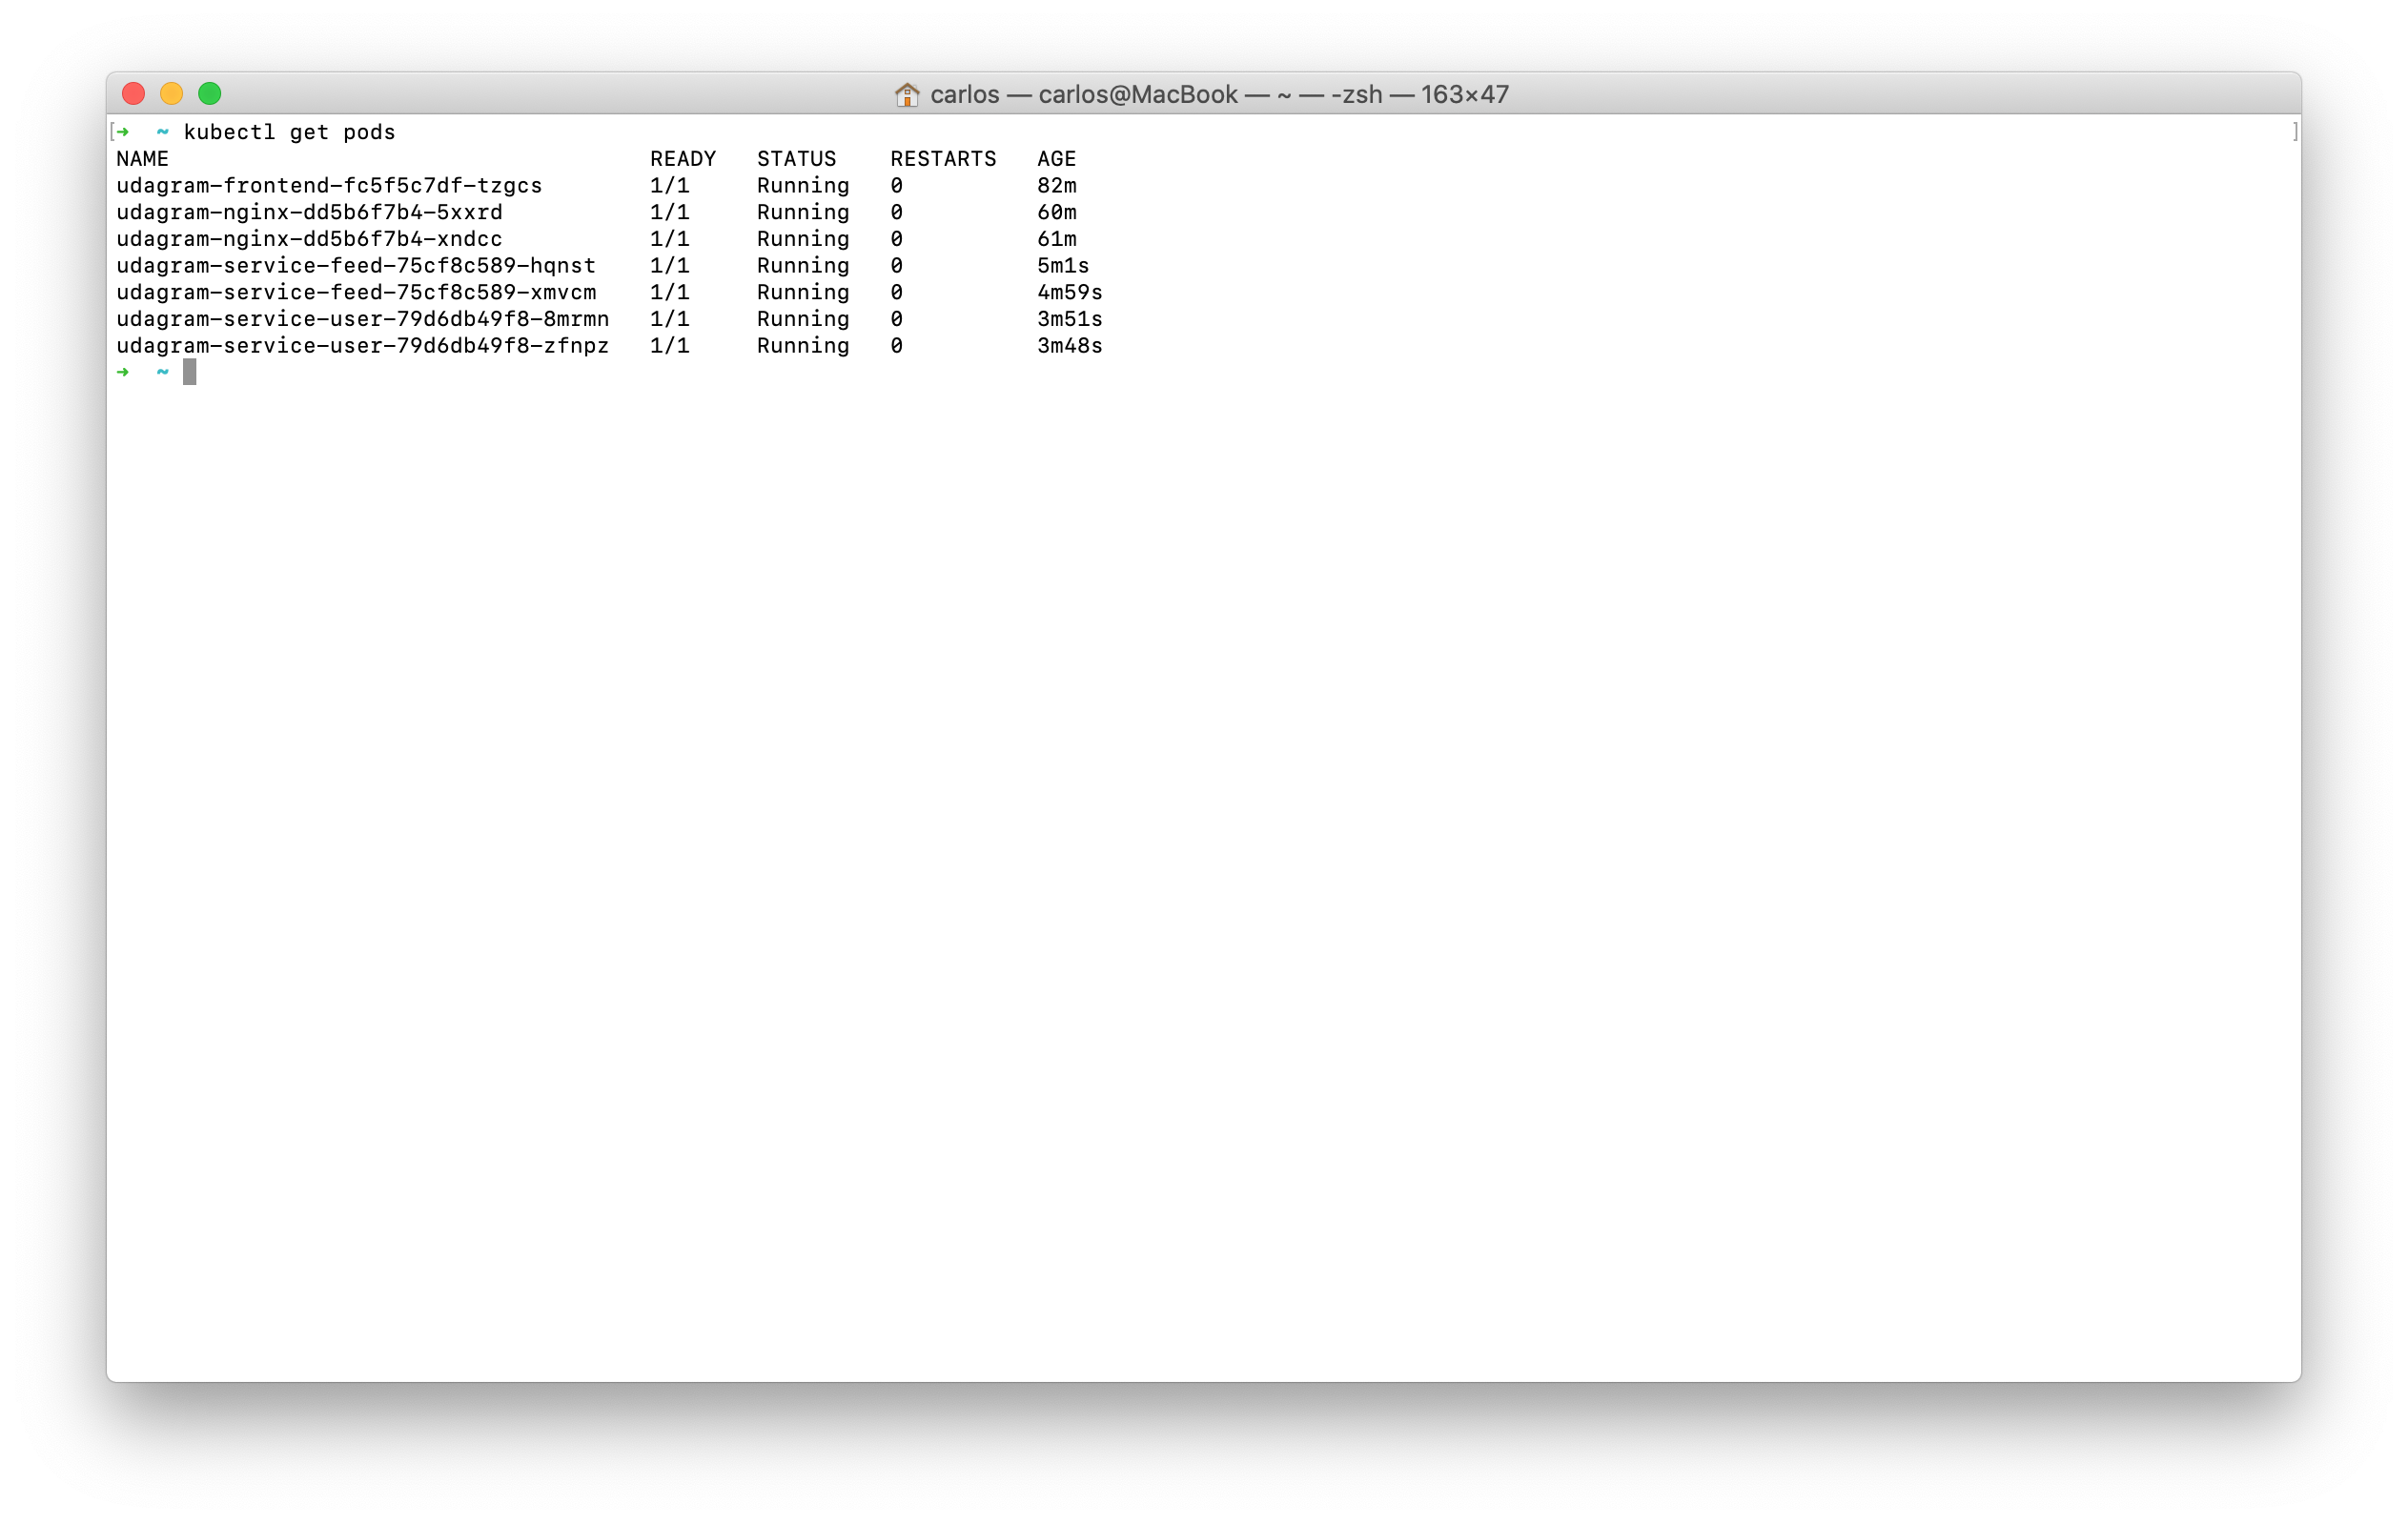 carlos — carlos@MacBook — ~ — -zsh — 163×47
[➜  ~ kubectl get pods ]
NAME                                    READY   STATUS    RESTARTS   AGE
udagram-frontend-fc5f5c7df-tzgcs        1/1     Running   0          82m
udagram-nginx-dd5b6f7b4-5xxrd           1/1     Running   0          60m
udagram-nginx-dd5b6f7b4-xndcc           1/1     Running   0          61m
udagram-service-feed-75cf8c589-hqnst    1/1     Running   0          5m1s
udagram-service-feed-75cf8c589-xmvcm    1/1     Running   0          4m59s
udagram-service-user-79d6db49f8-8mrmn   1/1     Running   0          3m51s
udagram-service-user-79d6db49f8-zfnpz   1/1     Running   0          3m48s
➜  ~